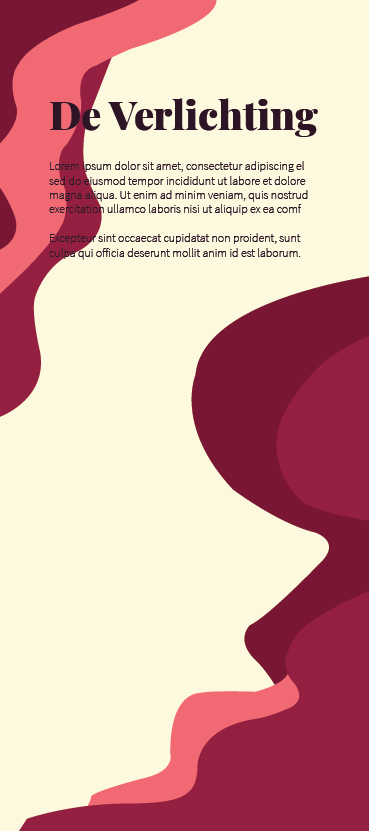 De Verlichting
Lorem ipsum dolor sit amet, consectetur adipiscing el
sed do eiusmod tempor incididunt ut labore et dolore
magna aliqua. Ut enim ad minim veniam, quis nostrud
exercitation ullamco laboris nisi ut aliquip ex ea comf
Excepteur sint occaecat cupidatat non proident, sunt
culpa qui officia deserunt mollit anim id est laborum.